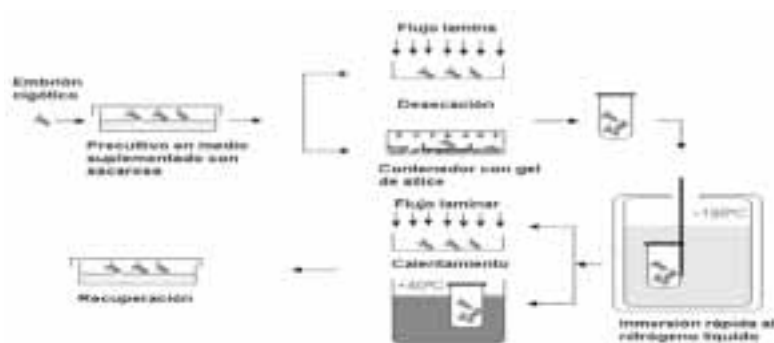 Flujo lamina
Embrión
cigótico
Desecación
Precultivo en medio
suplementado con
sacarosa
Contenedor con gel
de sílice
Flujo laminar
-196ºC
Calentamiento
+40ºC
Recuperación
Inmersión rápida al
nitrógeno líquido